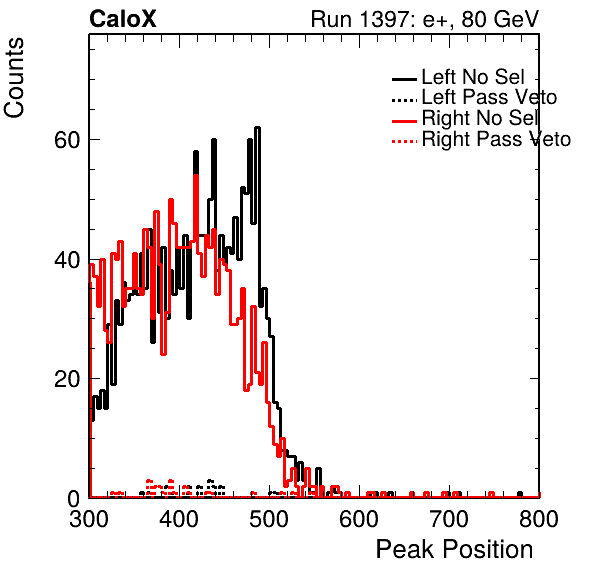 CaloX Run 1397: e+, 80 GeV
Counts
Left No Sel
Left Pass Veto
Right No Sel
Right Pass Veto
60
40
20
0
300 400 500 600 700 800
Peak Position